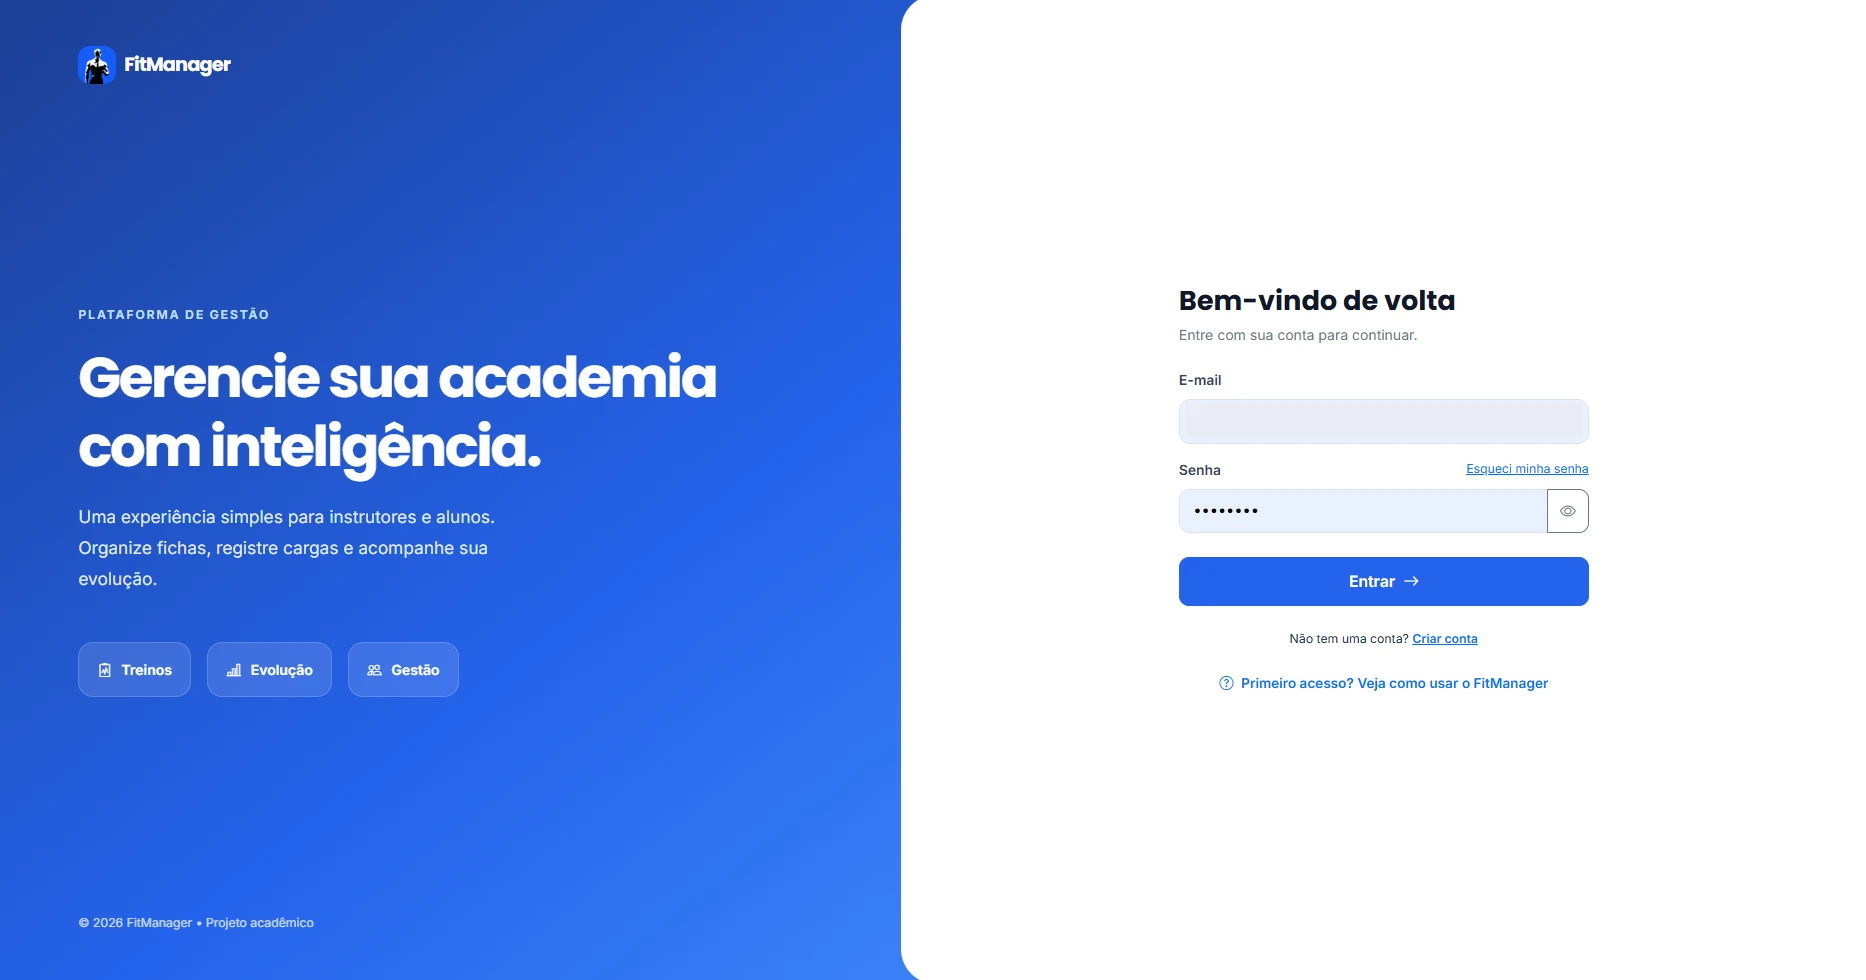 FitManager
PLATAFORMA DE GESTÃO
Gerencie sua academia
com inteligência.
Uma experiência simples para instrutores e alunos.
Organize fichas, registre cargas e acompanhe sua
evolução.
Treinos
Evolução
Gestão
© 2026 FitManager • Projeto acadêmico
Bem-vindo de volta
Entre com sua conta para continuar.
E-mail
Senha
Esqueci minha senha
••••••••
Entrar →
Não tem uma conta? Criar conta
Primeiro acesso? Veja como usar o FitManager